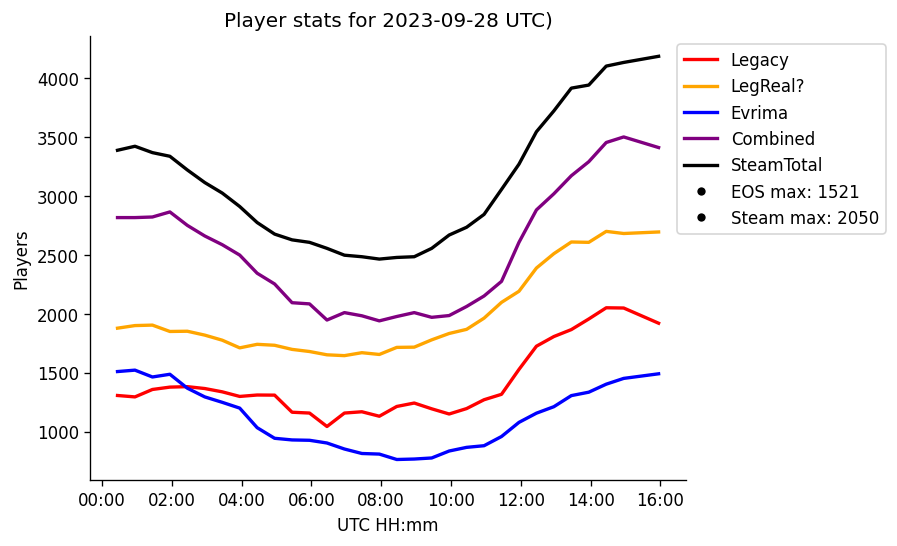 Player stats for 2023-09-28 UTC)
Players
4000
3500
3000
2500
2000
1500
1000
00:00 02:00 04:00 06:00 08:00 10:00 12:00 14:00 16:00
UTC HH:mm
Legacy
LegReal?
Evrima
Combined
SteamTotal
EOS max: 1521
Steam max: 2050